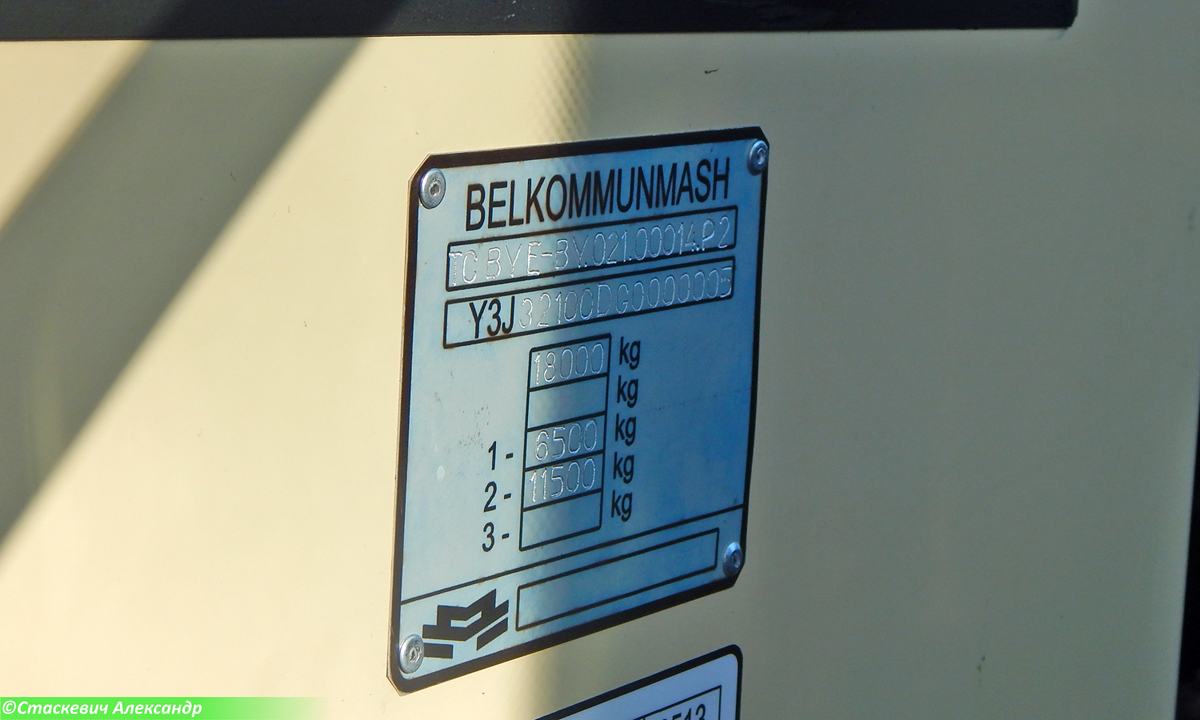 BELKOMMUNMASH
TC BY E-BY.021.00014.P2
Y3J32100DG0000005
18000 kg
kg
1- 6500 kg
2- 11500 kg
3- kg
©Стаскевич Александр